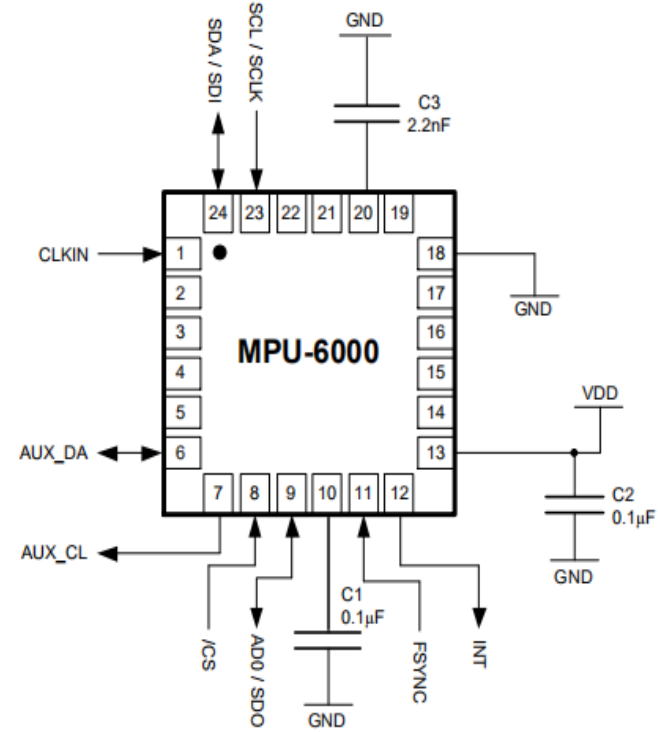 GND
SDA / SDI
SCL / SCLK
C3
2.2nF
24 23 22 21 20 19
CLKIN
1
2
3
4
5
6
18
17
16
15
14
13
GND
MPU-6000
VDD
AUX_DA
C2
0.1µF
GND
7 8 9 10 11 12
AUX_CL
/CS
AD0 / SDO
C1
0.1µF
GND
FSYNC
INT